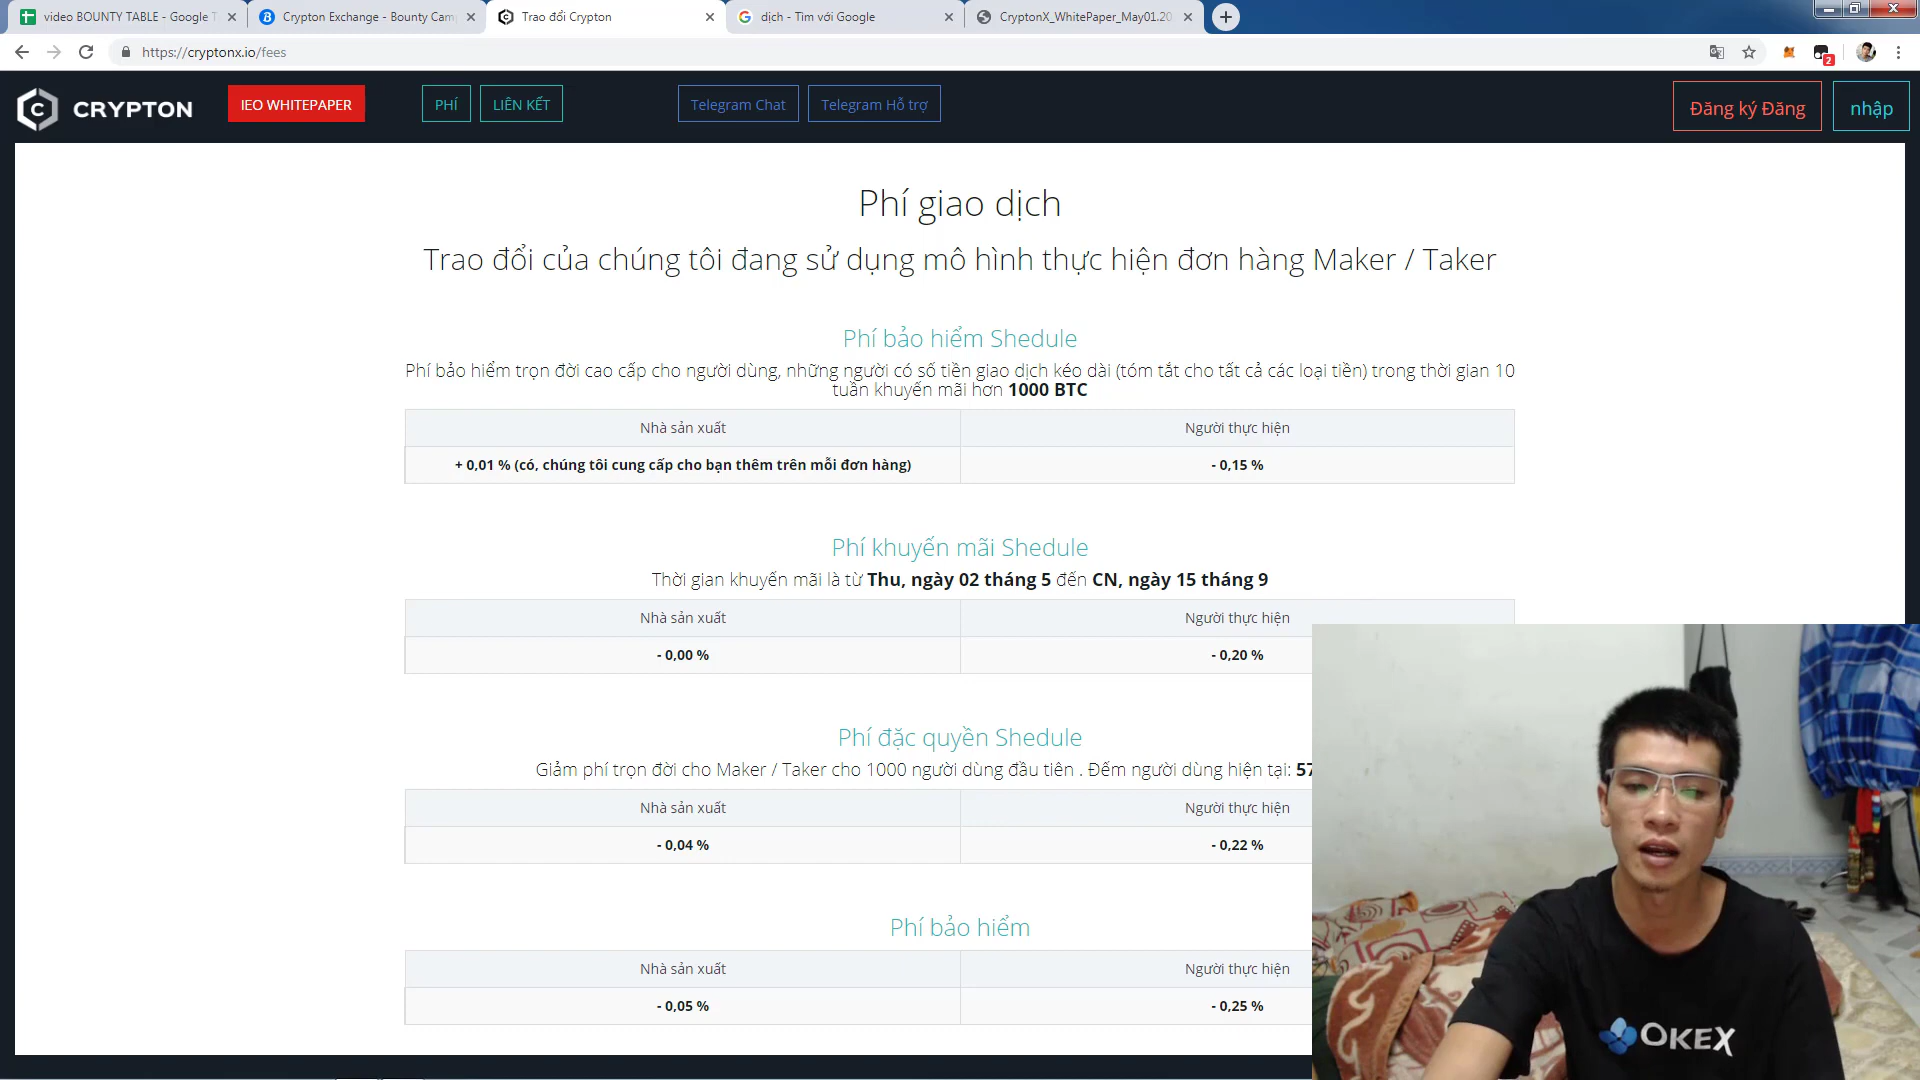 video BOUNTY TABLE - Google T
Crypton Exchange - Bounty Camp
Trao đổi Crypton
dịch - Tìm với Google
CryptonX_WhitePaper_May01.20
https://cryptonx.io/fees
2
CRYPTON
IEO WHITEPAPER
PHÍ
LIÊN KẾT
Telegram Chat
Telegram Hỗ trợ
Đăng ký Đăng
nhập
Phí giao dịch
Trao đổi của chúng tôi đang sử dụng mô hình thực hiện đơn hàng Maker / Taker
Phí bảo hiểm Shedule
Phí bảo hiểm trọn đời cao cấp cho người dùng, những người có số tiền giao dịch kéo dài (tóm tắt cho tất cả các loại tiền) trong thời gian 10
tuần khuyến mãi hơn 1000 BTC
Nhà sản xuất Người thực hiện
+ 0,01 % (có, chúng tôi cung cấp cho bạn thêm trên mỗi đơn hàng) - 0,15 %
Phí khuyến mãi Shedule
Thời gian khuyến mãi là từ Thu, ngày 02 tháng 5 đến CN, ngày 15 tháng 9
Nhà sản xuất Người thực hiện
- 0,00 % - 0,20 %
Phí đặc quyền Shedule
Giảm phí trọn đời cho Maker / Taker cho 1000 người dùng đầu tiên . Đếm người dùng hiện tại: 57
Nhà sản xuất Người thực hiện
- 0,04 % - 0,22 %
Phí bảo hiểm
Nhà sản xuất Người thực hiện
- 0,05 % - 0,25 %
OKEX